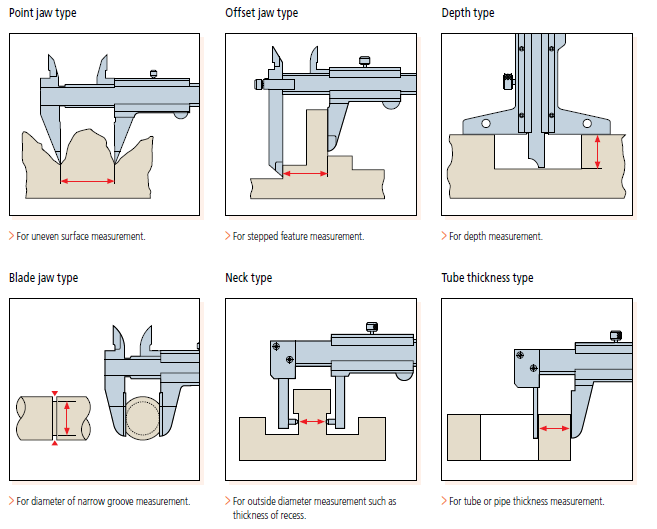 Point jaw type
Offset jaw type
Depth type
> For uneven surface measurement.
> For stepped feature measurement.
> For depth measurement.
Blade jaw type
Neck type
Tube thickness type
> For diameter of narrow groove measurement.
> For outside diameter measurement such as
thickness of recess.
> For tube or pipe thickness measurement.